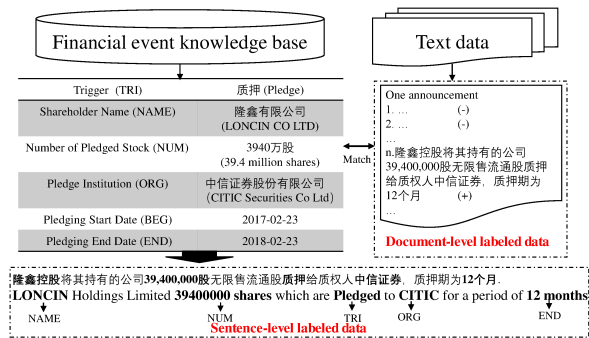 Financial event knowledge base
Text data
Trigger (TRI) 质押 (Pledge)
Shareholder Name (NAME) 隆鑫有限公司
(LONCIN CO LTD)
Number of Pledged Stock (NUM) 3940万股
(39.4 million shares)
Pledge Institution (ORG) 中信证券股份有限公司
(CITIC Securities Co Ltd)
Pledging Start Date (BEG) 2017-02-23
Pledging End Date (END) 2018-02-23
Match
One announcement
1. ... (-)
2. ... (-)
...
n.隆鑫控股将其持有的公司
39,400,000股无限售流通股质押
给质权人中信证券，质押期为
12个月 (+)
...
Document-level labeled data
隆鑫控股将其持有的公司39,400,000股无限售流通股质押给质权人中信证券，质押期为12个月.
LONCIN Holdings Limited 39400000 shares which are Pledged to CITIC for a period of 12 months
NAME NUM TRI ORG END
Sentence-level labeled data